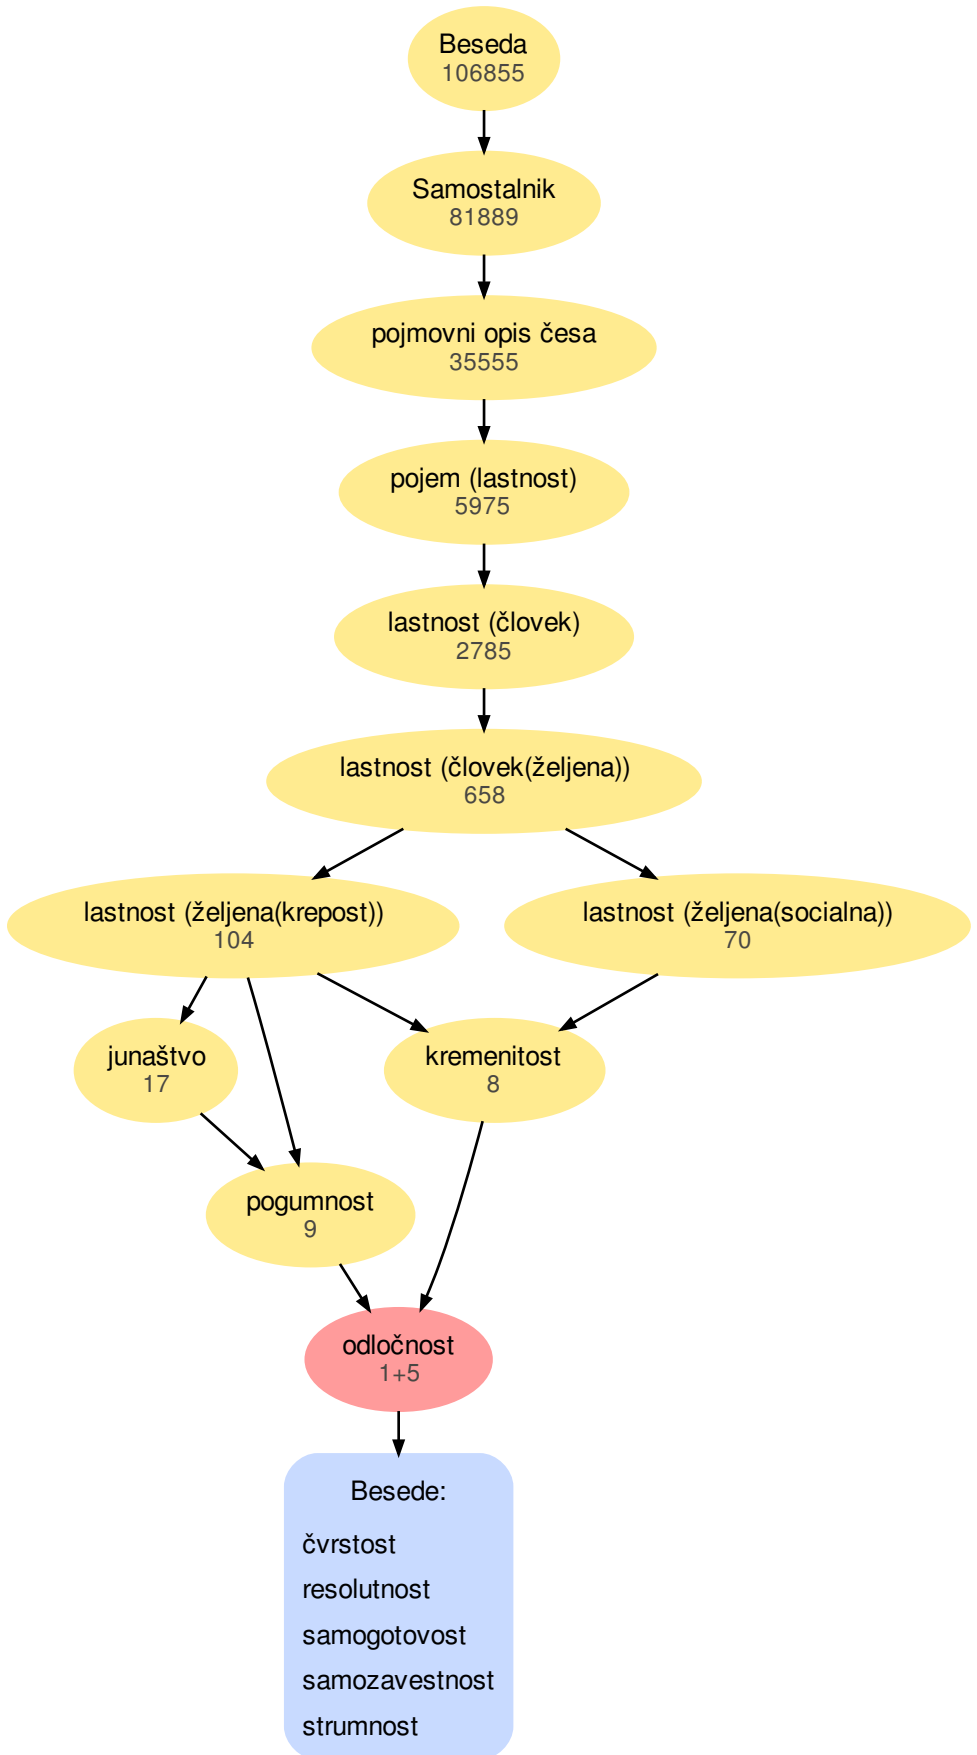 Beseda
106855
Samostalnik
81889
pojmovni opis česa
35555
pojem (lastnost)
5975
lastnost (človek)
2785
lastnost (človek(željena))
658
lastnost (željena(krepost))
104
lastnost (željena(socialna))
70
junaštvo
17
kremenitost
8
pogumnost
9
odločnost
1+5
Besede:
čvrstost
resolutnost
samogotovost
samozavestnost
strumnost